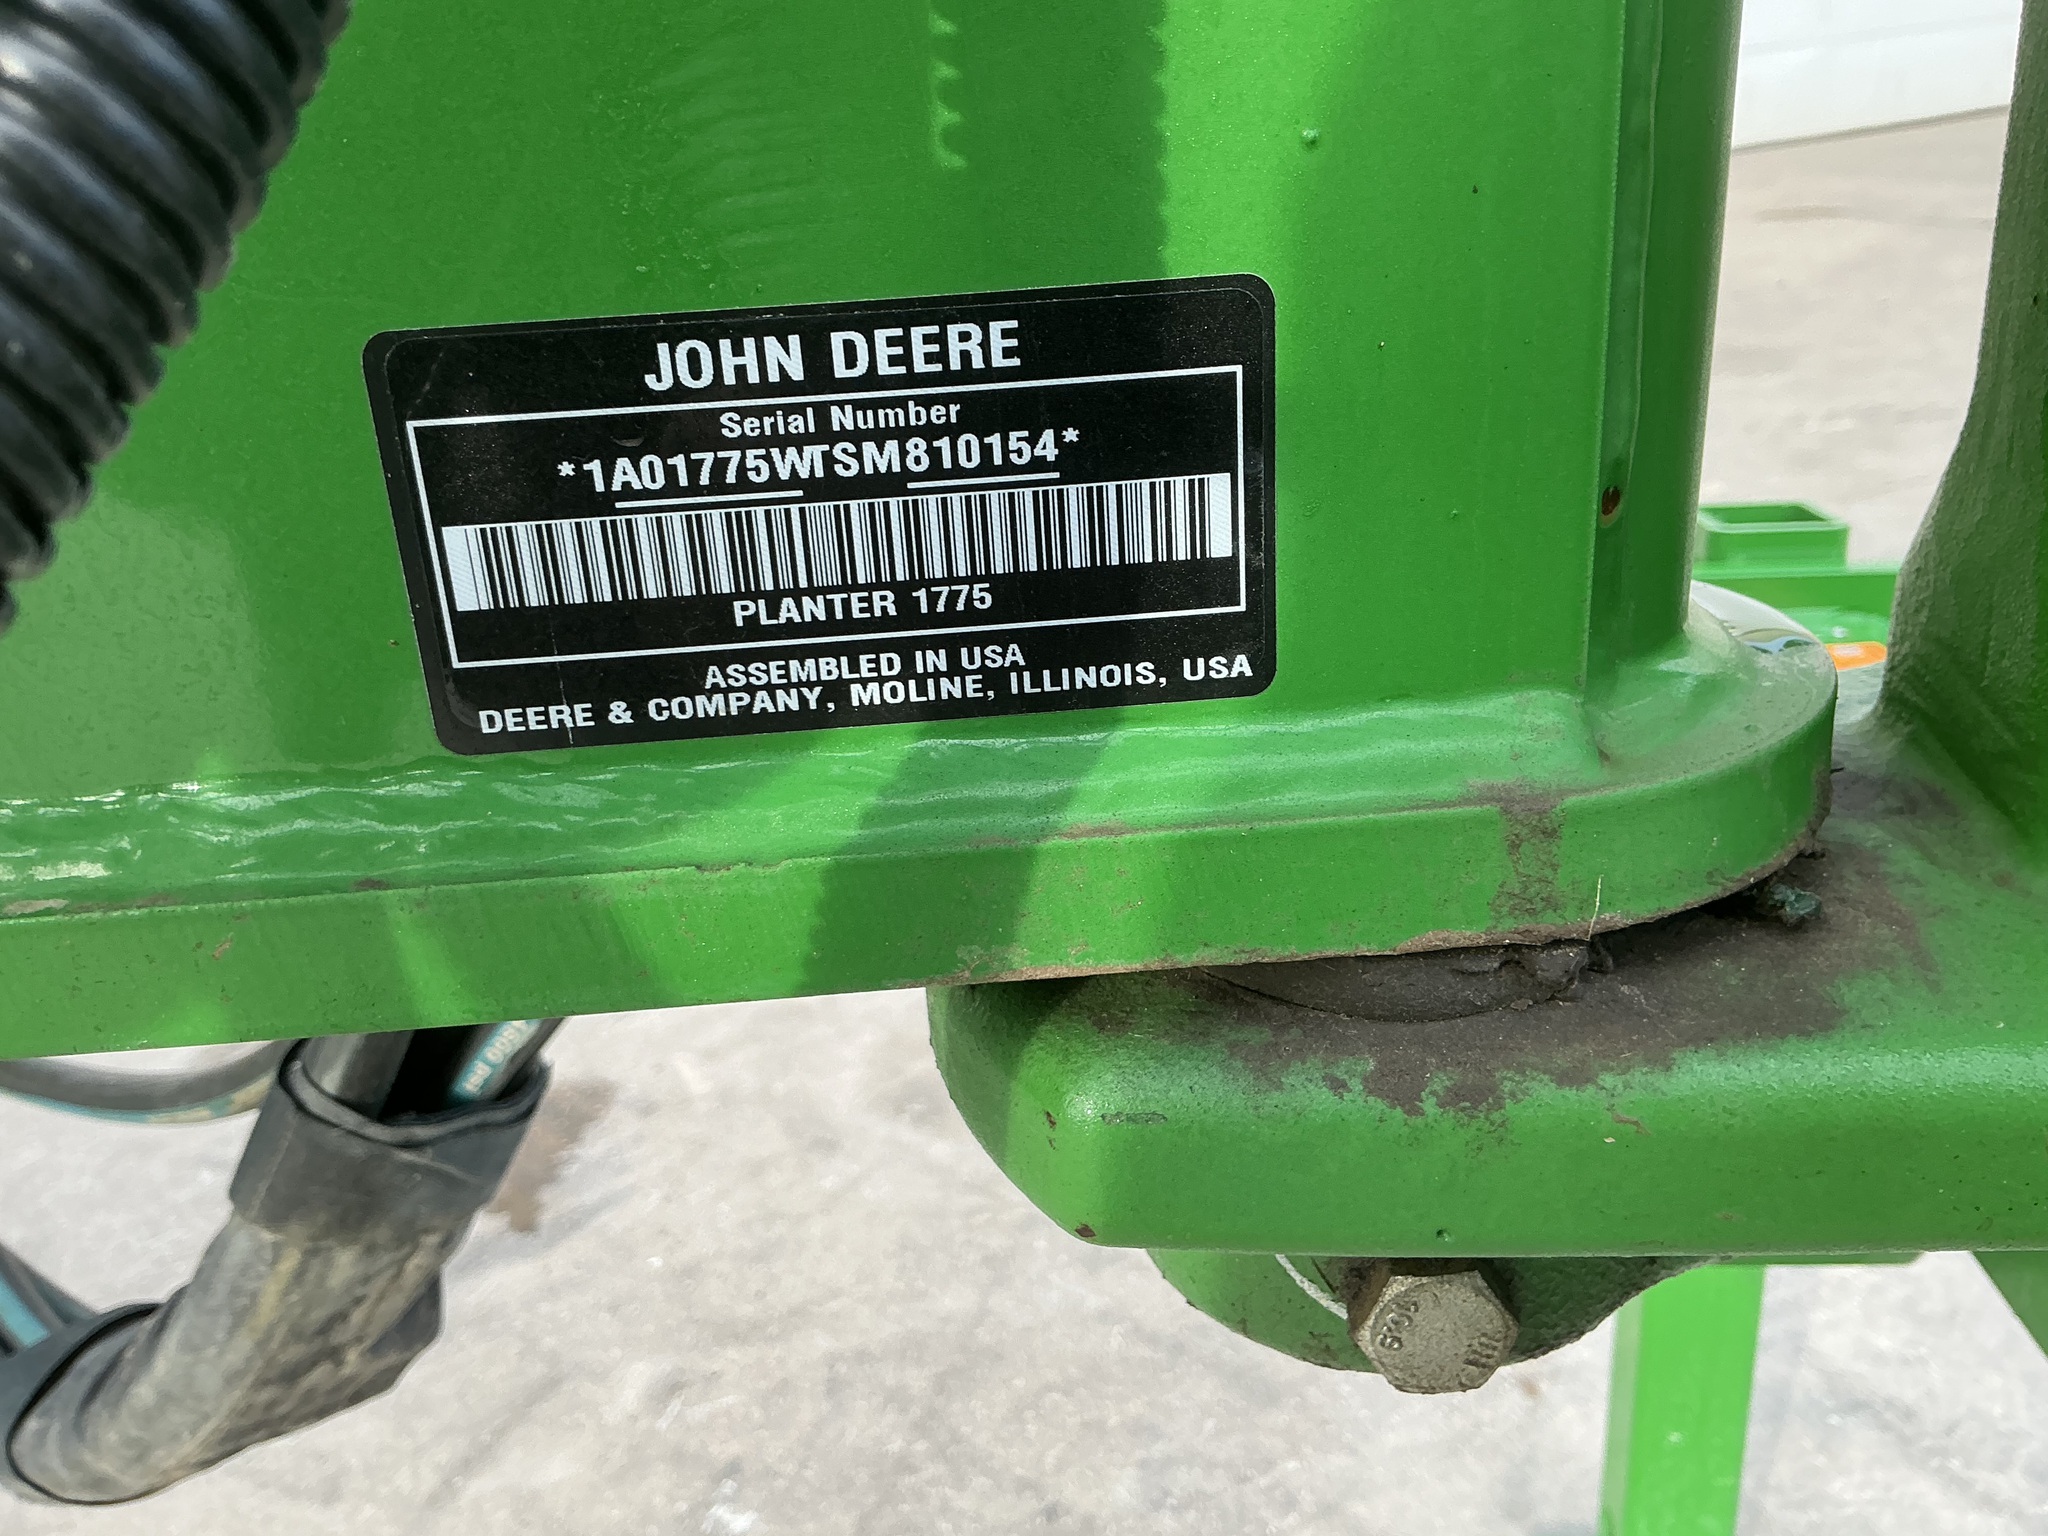 JOHN DEERE
Serial Number
*1A01775WTSM810154*
PLANTER 1775
ASSEMBLED IN USA
DEERE & COMPANY, MOLINE, ILLINOIS, USA